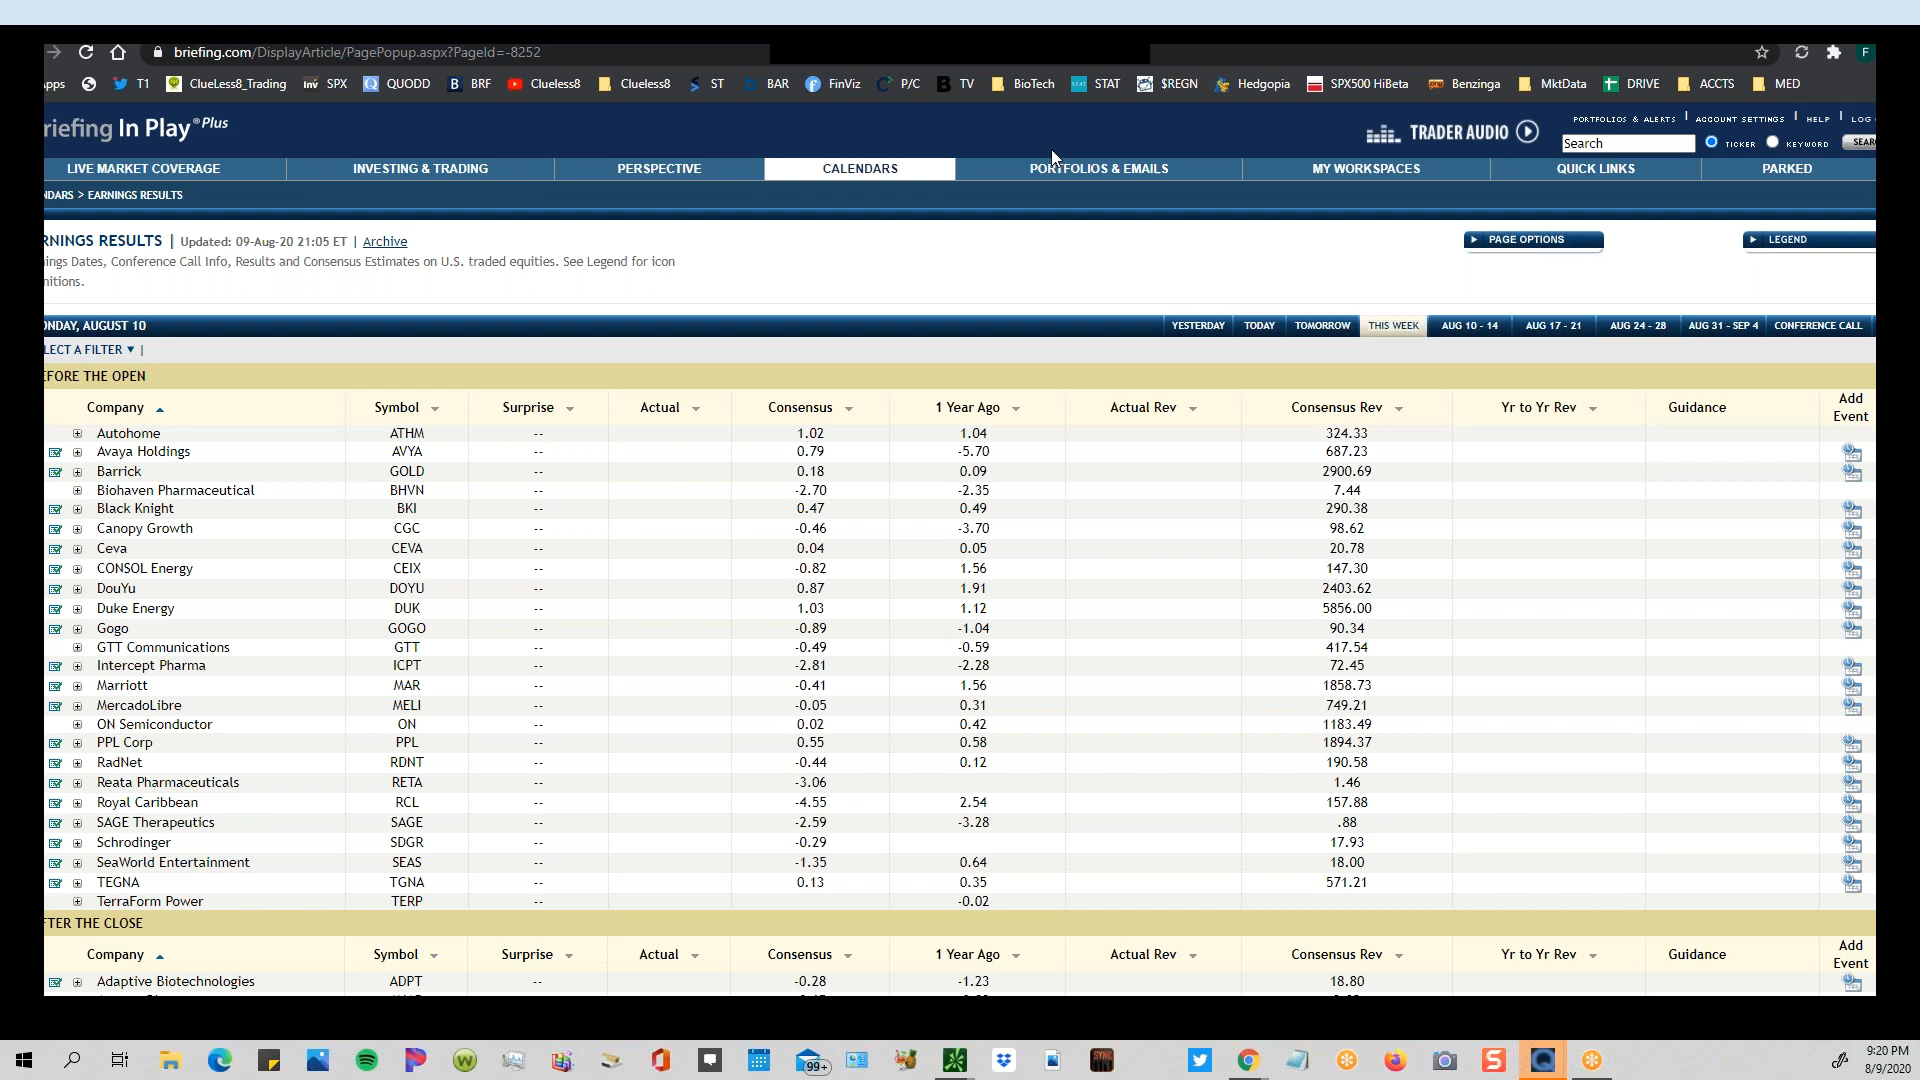 briefing.com/DisplayArticle/PagePopup.aspx?PageId=-8252 F
pps T1 ClueLess8_Trading inv SPX QUODD B BRF Clueless8 Clueless8 ST BAR FinViz P/C B TV BioTech STAT STAT $REGN Hedgopia SPX500 HiBeta Benzinga MktData DRIVE ACCTS MED
riefing In Play® Plus TRADER AUDIO PORTFOLIOS & ALERTS | ACCOUNT SETTINGS | HELP | LOG
Search TICKER KEYWORD SEAR
LIVE MARKET COVERAGE INVESTING & TRADING PERSPECTIVE CALENDARS PORTFOLIOS & EMAILS MY WORKSPACES QUICK LINKS PARKED
NDARS > EARNINGS RESULTS
RNINGS RESULTS | Updated: 09-Aug-20 21:05 ET | Archive PAGE OPTIONS LEGEND
ings Dates, Conference Call Info, Results and Consensus Estimates on U.S. traded equities. See Legend for icon
nitions.
ONDAY, AUGUST 10 YESTERDAY TODAY TOMORROW THIS WEEK AUG 10 - 14 AUG 17 - 21 AUG 24 - 28 AUG 31 - SEP 4 CONFERENCE CALL
LECT A FILTER |
EFORE THE OPEN
Company Symbol Surprise Actual Consensus 1 Year Ago Actual Rev Consensus Rev Yr to Yr Rev Guidance Add Event
Autohome ATHM -- 1.02 1.04 324.33
Avaya Holdings AVYA -- 0.79 -5.70 687.23
Barrick GOLD -- 0.18 0.09 2900.69
Biohaven Pharmaceutical BHVN -- -2.70 -2.35 7.44
Black Knight BKI -- 0.47 0.49 290.38
Canopy Growth CGC -- -0.46 -3.70 98.62
Ceva CEVA -- 0.04 0.05 20.78
CONSOL Energy CEIX -- -0.82 1.56 147.30
DouYu DOYU -- 0.87 1.91 2403.62
Duke Energy DUK -- 1.03 1.12 5856.00
Gogo GOGO -- -0.89 -1.04 90.34
GTT Communications GTT -- -0.49 -0.59 417.54
Intercept Pharma ICPT -- -2.81 -2.28 72.45
Marriott MAR -- -0.41 1.56 1858.73
MercadoLibre MELI -- -0.05 0.31 749.21
ON Semiconductor ON -- 0.02 0.42 1183.49
PPL Corp PPL -- 0.55 0.58 1894.37
RadNet RDNT -- -0.44 0.12 190.58
Reata Pharmaceuticals RETA -- -3.06 1.46
Royal Caribbean RCL -- -4.55 2.54 157.88
SAGE Therapeutics SAGE -- -2.59 -3.28 .88
Schrodinger SDGR -- -0.29 17.93
SeaWorld Entertainment SEAS -- -1.35 0.64 18.00
TEGNA TGNA -- 0.13 0.35 571.21
TerraForm Power TERP -- -0.02
FTER THE CLOSE
Company Symbol Surprise Actual Consensus 1 Year Ago Actual Rev Consensus Rev Yr to Yr Rev Guidance Add Event
Adaptive Biotechnologies ADPT -- -0.28 -1.23 18.80
99+ SYNC 9:20 PM
8/9/2020